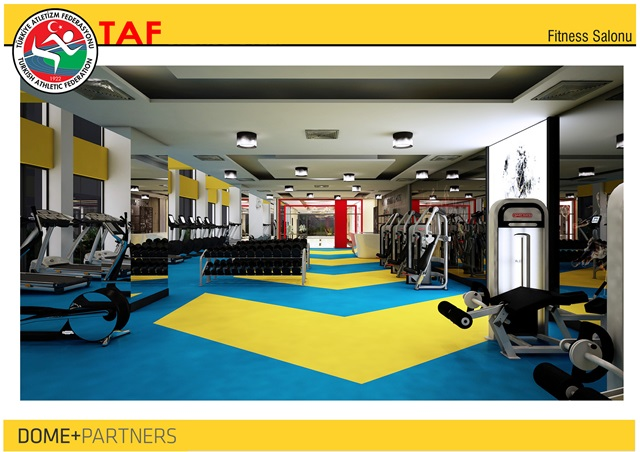 TÜRKİYE ATLETİZM FEDERASYONU
TURKISH ATHLETIC FEDERATION
1922
TAF
Fitness Salonu
DOME+PARTNERS